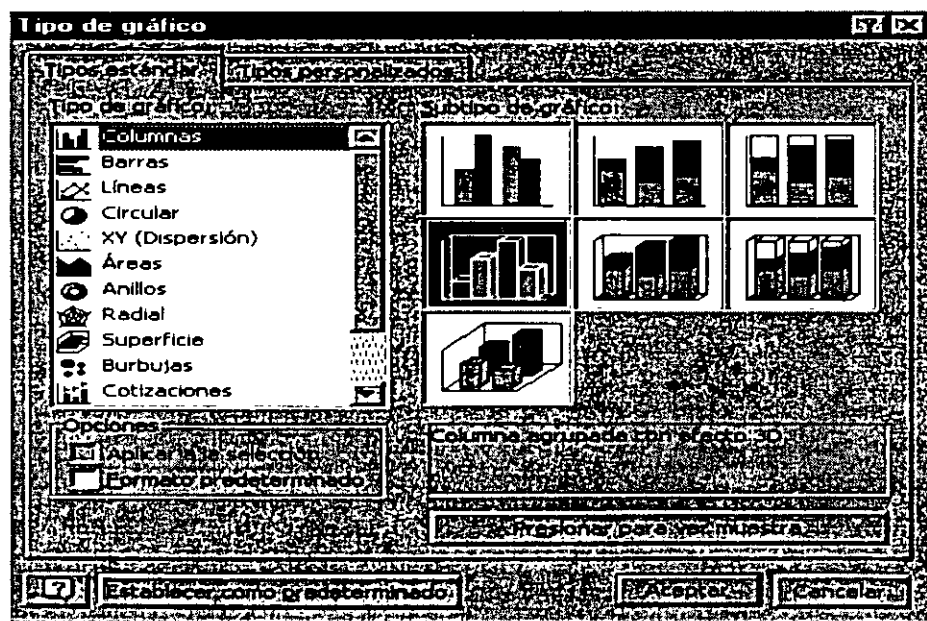 Tipo de gráfico
Tipos estándar
Tipos personalizados
Tipo de gráfico:
Subtipo de gráfico:
Columnas
Barras
Líneas
Circular
XY (Dispersión)
Áreas
Anillos
Radial
Superficie
Burbujas
Cotizaciones
Opciones
Aplicar a la selección
Formato predeterminado
Columna agrupada con efecto 3D.
Presionar para ver muestra
Establecer como predeterminado
Aceptar
Cancelar